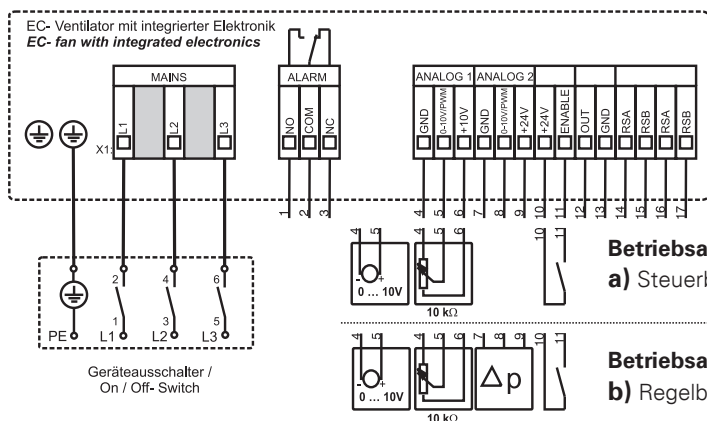 EC- Ventilator mit integrierter Elektronik
EC- fan with integrated electronics
MAINS
ALARM
ANALOG 1 ANALOG 2
X1:
L1
L2
L3
NO
COM
NC
GND
0-10V/PWM
+10V
GND
0-10V/PWM
+24V
+24V
ENABLE
OUT
GND
RSA
RSB
RSA
RSB
1
2
3
4
5
6
7
8
9
10
11
12
13
14
15
16
17
2
4
6
1
3
5
PE
L1
L2
L3
Geräteausschalter /
On / Off- Switch
4
5
4
5
6
10
11
- +
0 ... 10V
10 kΩ
Betriebsa
a) Steuerb
4
5
4
5
6
7
8
9
10
11
- +
0 ... 10V
10 kΩ
Δp
Betriebsa
b) Regelb